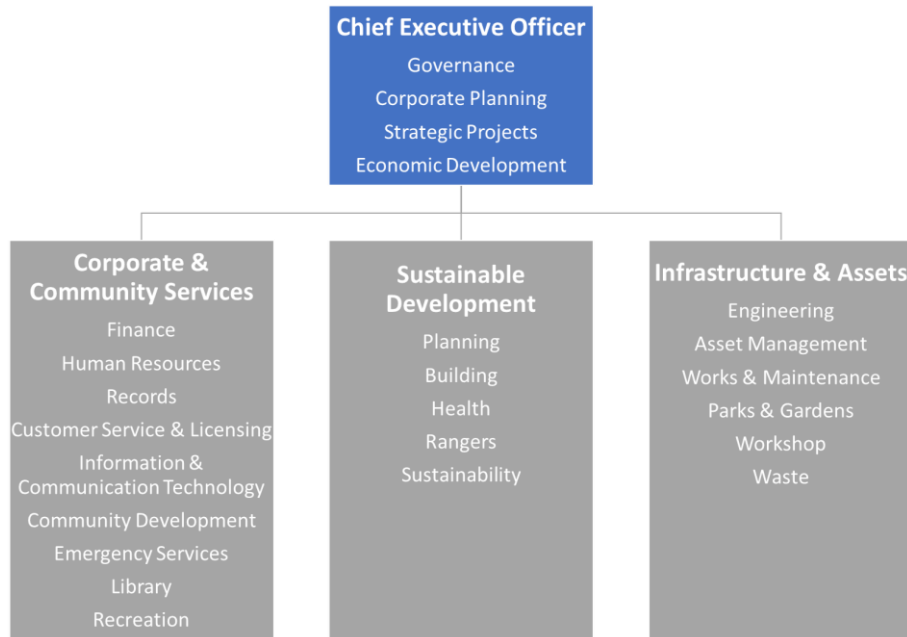 Chief Executive Officer
Governance
Corporate Planning
Strategic Projects
Economic Development
Corporate &
Community Services
Finance
Human Resources
Records
Customer Service & Licensing
Information &
Communication Technology
Community Development
Emergency Services
Library
Recreation
Sustainable
Development
Planning
Building
Health
Rangers
Sustainability
Infrastructure & Assets
Engineering
Asset Management
Works & Maintenance
Parks & Gardens
Workshop
Waste